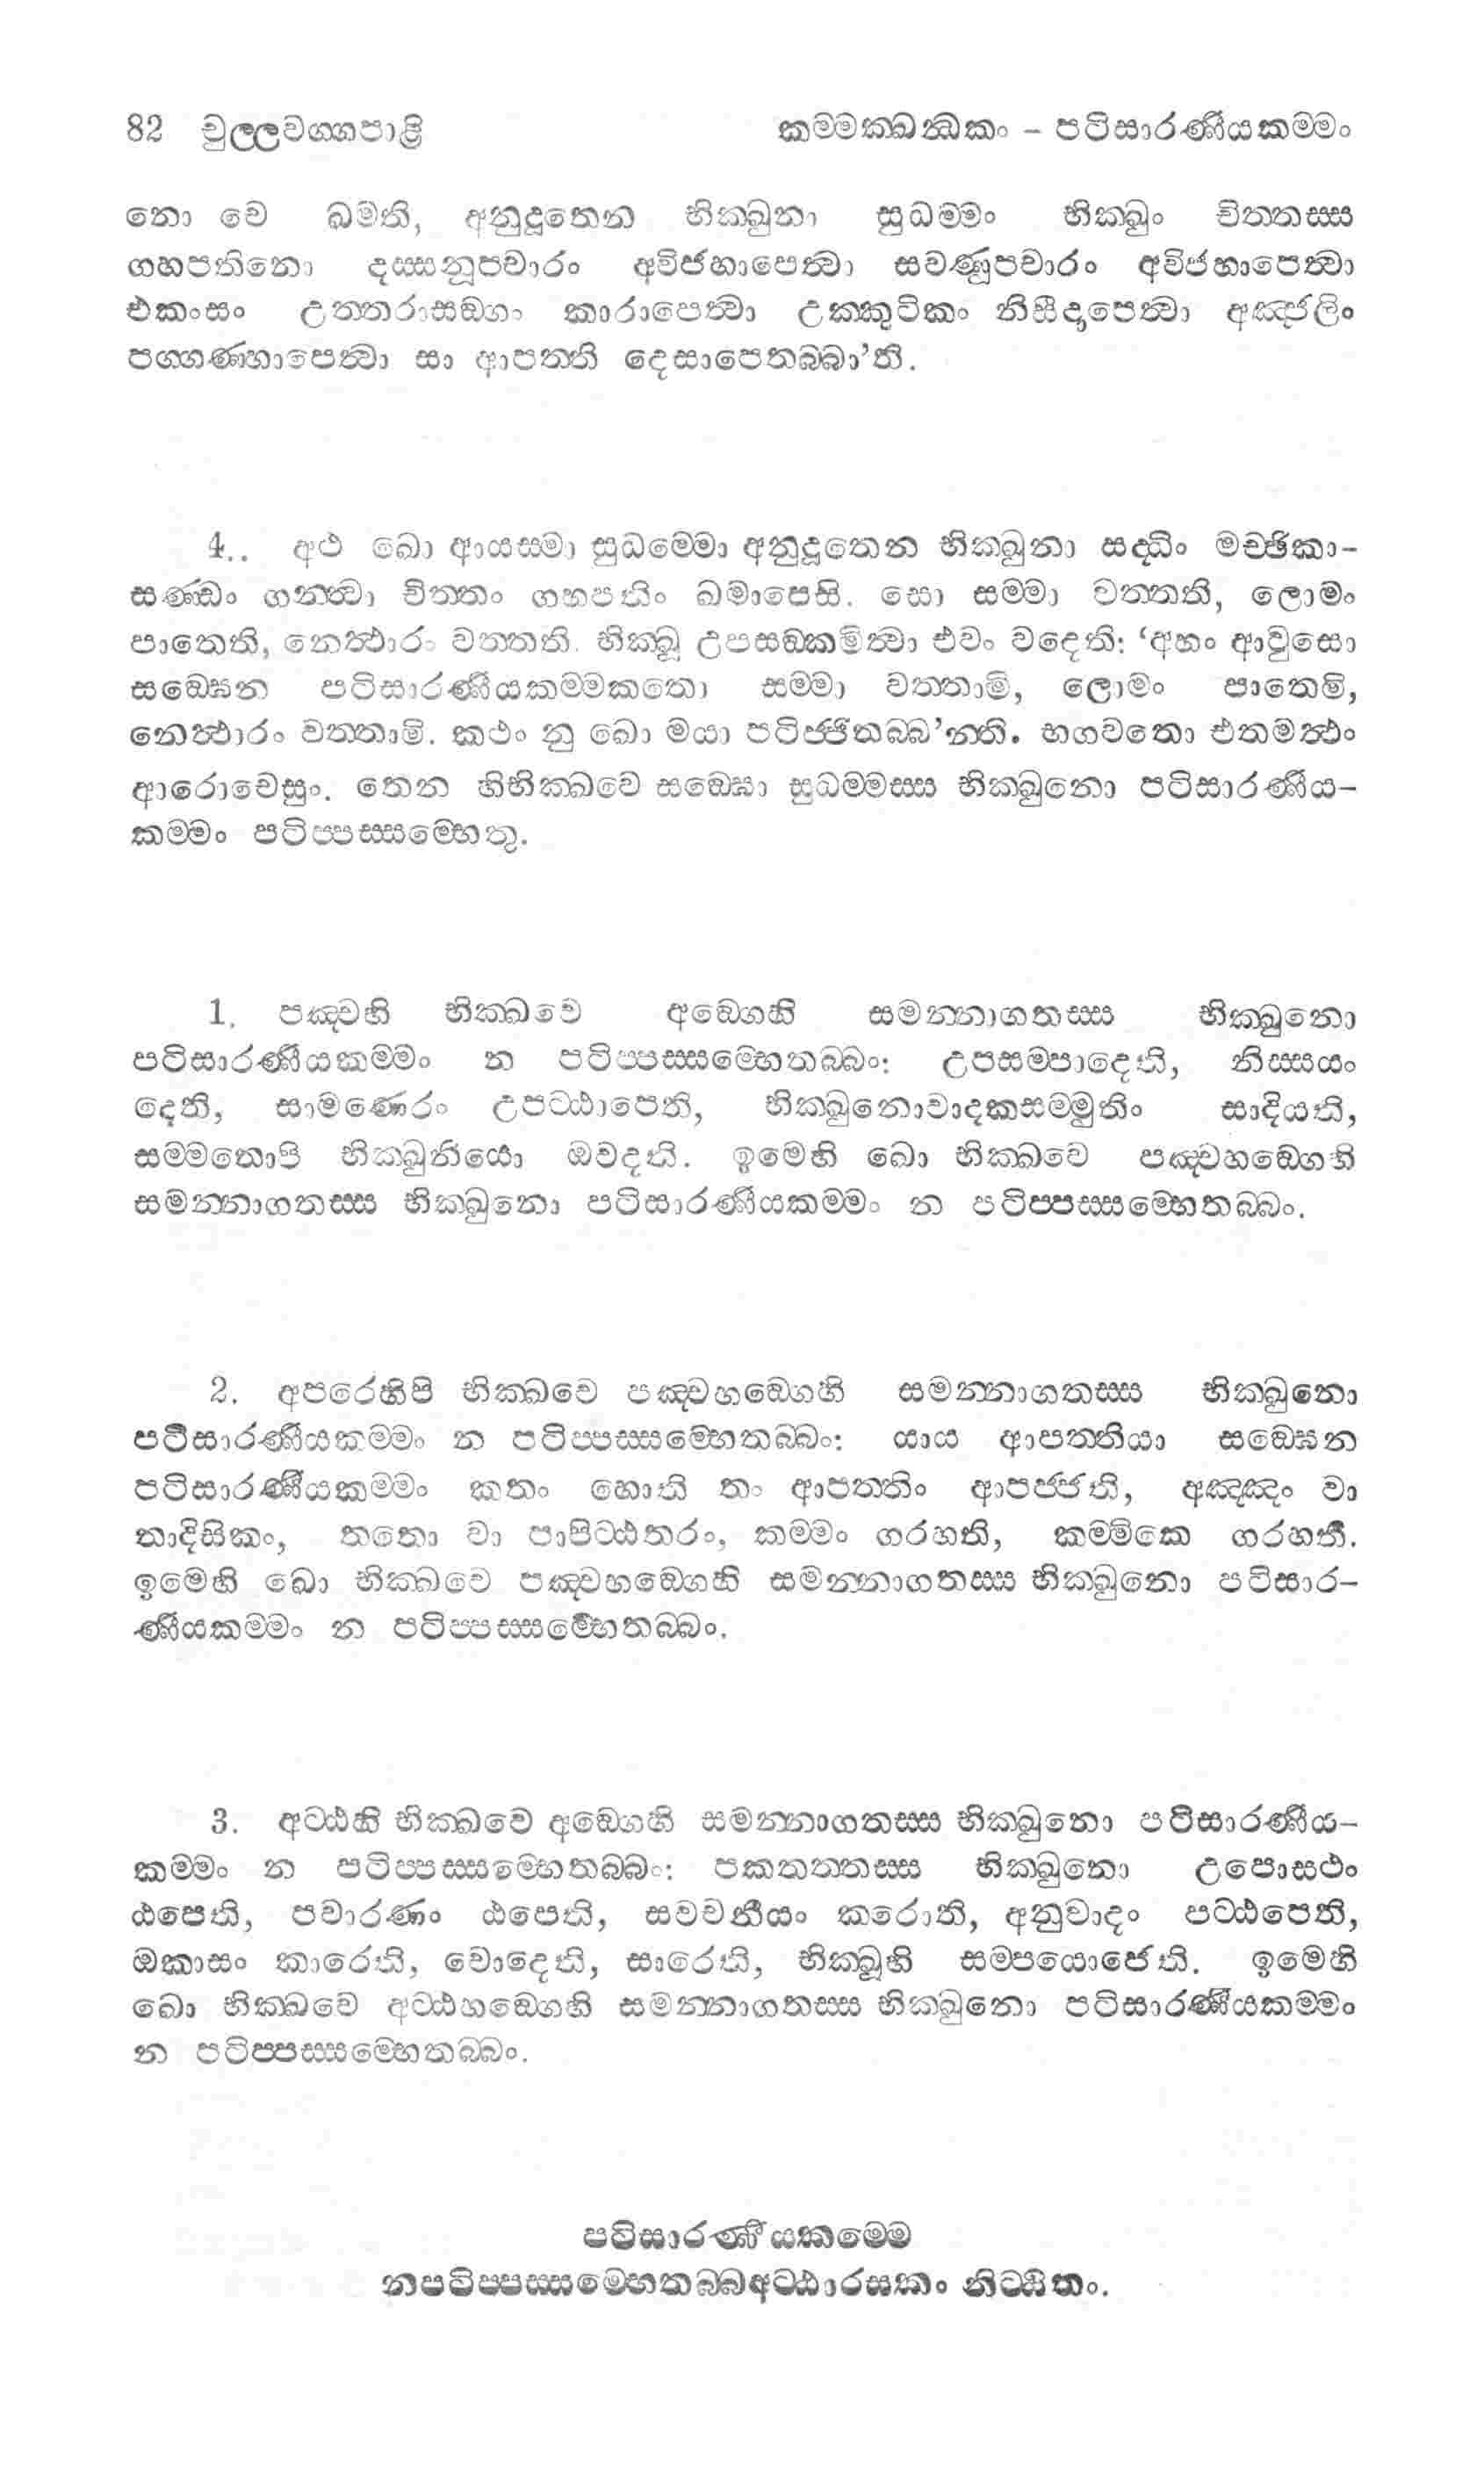 82 චුල්ලවග්ගපාළි කම්මක්ඛන්ධකං – පටිසාරණීයකම්මං
නො චෙ ඛමති, අනුදූතෙන භික්ඛුනා සුධම්මං භික්ඛුං චිත්තස්ස
ගහපතිනො දස්සනූපචාරං අවිජහාපෙත්වා සවණූපචාරං අවිජහාපෙත්වා
එකංසං උත්තරාසඞ්ගං කාරාපෙත්වා උක්කුටිකං නිසීදාපෙත්වා අඤ්ජලිං
පග්ගණ්හාපෙත්වා සා ආපත්ති දෙසාපෙතබ්බා’ති.
4.. අථ ඛො ආයස්මා සුධම්මො අනුදූතෙන භික්ඛුනා සද්ධිං මච්ඡිකා-
සණ්ඩං ගන්ත්වා චිත්තං ගහපතිං ඛමාපෙසි. සො සම්මා වත්තති, ලොමං
පාතෙති, නෙත්ථාරං වත්තති. භික්ඛූ උපසඞ්කමිත්වා එවං වදෙති: ‘අහං ආවුසො
සඞ්ඝෙන පටිසාරණීයකම්මකතො සම්මා වත්තාමි, ලොමං පාතෙමි,
නෙත්ථාරං වත්තාමි. කථං නු ඛො මයා පටිජ්ජිතබ්බ’න්ති. භගවතො එතමත්ථං
ආරොචෙසුං. තෙන හිභික්ඛවෙ සඞ්ඝො සුධම්මස්ස භික්ඛුනො පටිසාරණීය-
කම්මං පටිප්පස්සම්භෙතු.
1. පඤ්චහි භික්ඛවෙ අඞ්ගෙහි සමන්නාගතස්ස භික්ඛුනො
පටිසාරණීයකම්මං න පටිප්පස්සම්භෙතබ්බං: උපසම්පාදෙති, නිස්සයං
දෙති, සාමණෙරං උපට්ඨාපෙති, භික්ඛුනොවාදකසම්මුතිං සාදියති,
සම්මතොපි භික්ඛුනියො ඔවදති. ඉමෙහි ඛො භික්ඛවෙ පඤ්චහඞ්ගෙහි
සමන්නාගතස්ස භික්ඛුනො පටිසාරණීයකම්මං න පටිප්පස්සම්භෙතබ්බං.
2. අපරෙහිපි භික්ඛවෙ පඤ්චහඞ්ගෙහි සමන්නාගතස්ස භික්ඛුනො
පටිසාරණීයකම්මං න පටිප්පස්සම්භෙතබ්බං: යාය ආපත්තියා සඞ්ඝෙන
පටිසාරණීයකම්මං කතං හොති තං ආපත්තිං ආපජ්ජති, අඤ්ඤං වා
තාදිසිකං, තතො වා පාපිට්ඨතරං, කම්මං ගරහති, කම්මිකෙ ගරහති.
ඉමෙහි ඛො භික්ඛවෙ පඤ්චහඞ්ගෙහි සමන්නාගතස්ස භික්ඛුනො පටිසාර-
ණීයකම්මං න පටිප්පස්සම්භෙතබ්බං.
3. අට්ඨහි භික්ඛවෙ අඞ්ගෙහි සමන්නාගතස්ස භික්ඛුනො පටිසාරණීය-
කම්මං න පටිප්පස්සම්භෙතබ්බං: පකතත්තස්ස භික්ඛුනො උපොසථං
ඨපෙති, පවාරණං ඨපෙති, සවචනීයං කරොති, අනුවාදං පට්ඨපෙති,
ඔකාසං කාරෙති, චොදෙති, සාරෙති, භික්ඛූහි සම්පයොජෙති. ඉමෙහි
ඛො භික්ඛවෙ අට්ඨහඞ්ගෙහි සමන්නාගතස්ස භික්ඛුනො පටිසාරණීයකම්මං
න පටිප්පස්සම්භෙතබ්බං.
පටිසාරණීයකම්මෙ
නපටිප්පස්සම්භෙතබ්බඅට්ඨාරසකං නිට්ඨිතං.